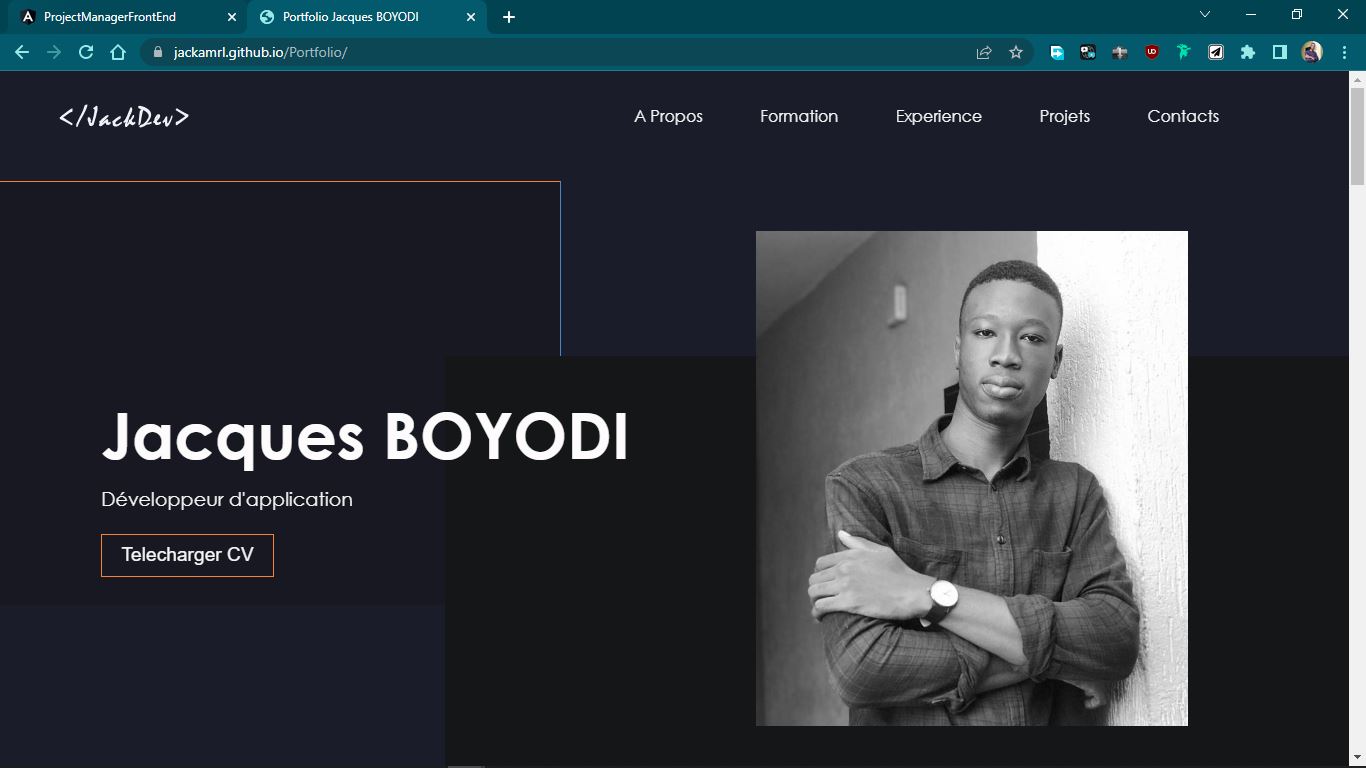 ProjectManagerFrontEnd
Portfolio Jacques BOYODI
jackamrl.github.io/Portfolio/
</JackDev>
A Propos Formation Experience Projets Contacts
Jacques BOYODI
Développeur d'application
Telecharger CV